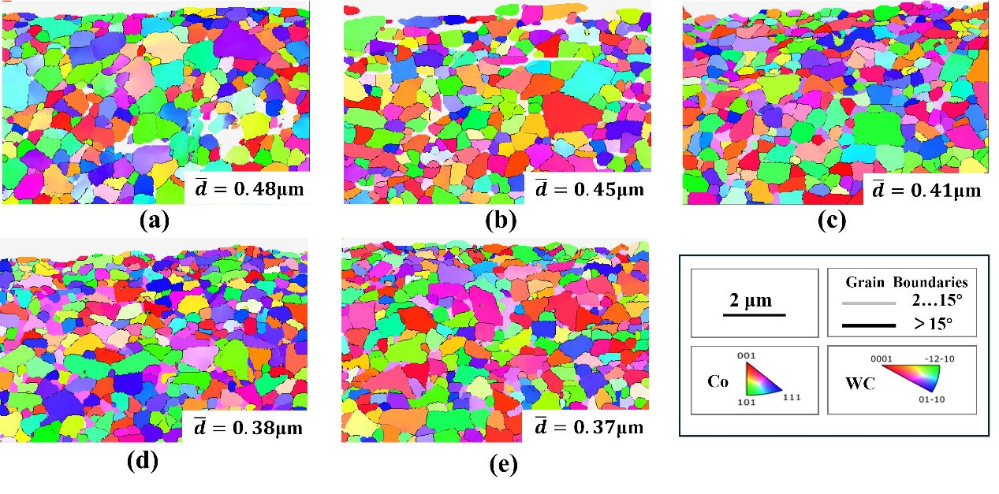 d̅ = 0.48μm
(a)
d̅ = 0.45μm
(b)
d̅ = 0.41μm
(c)
d̅ = 0.38μm
(d)
d̅ = 0.37μm
(e)
2 μm
Grain Boundaries
2…15°
>15°
Co
001
101
111
WC
0001
-12-10
01-10